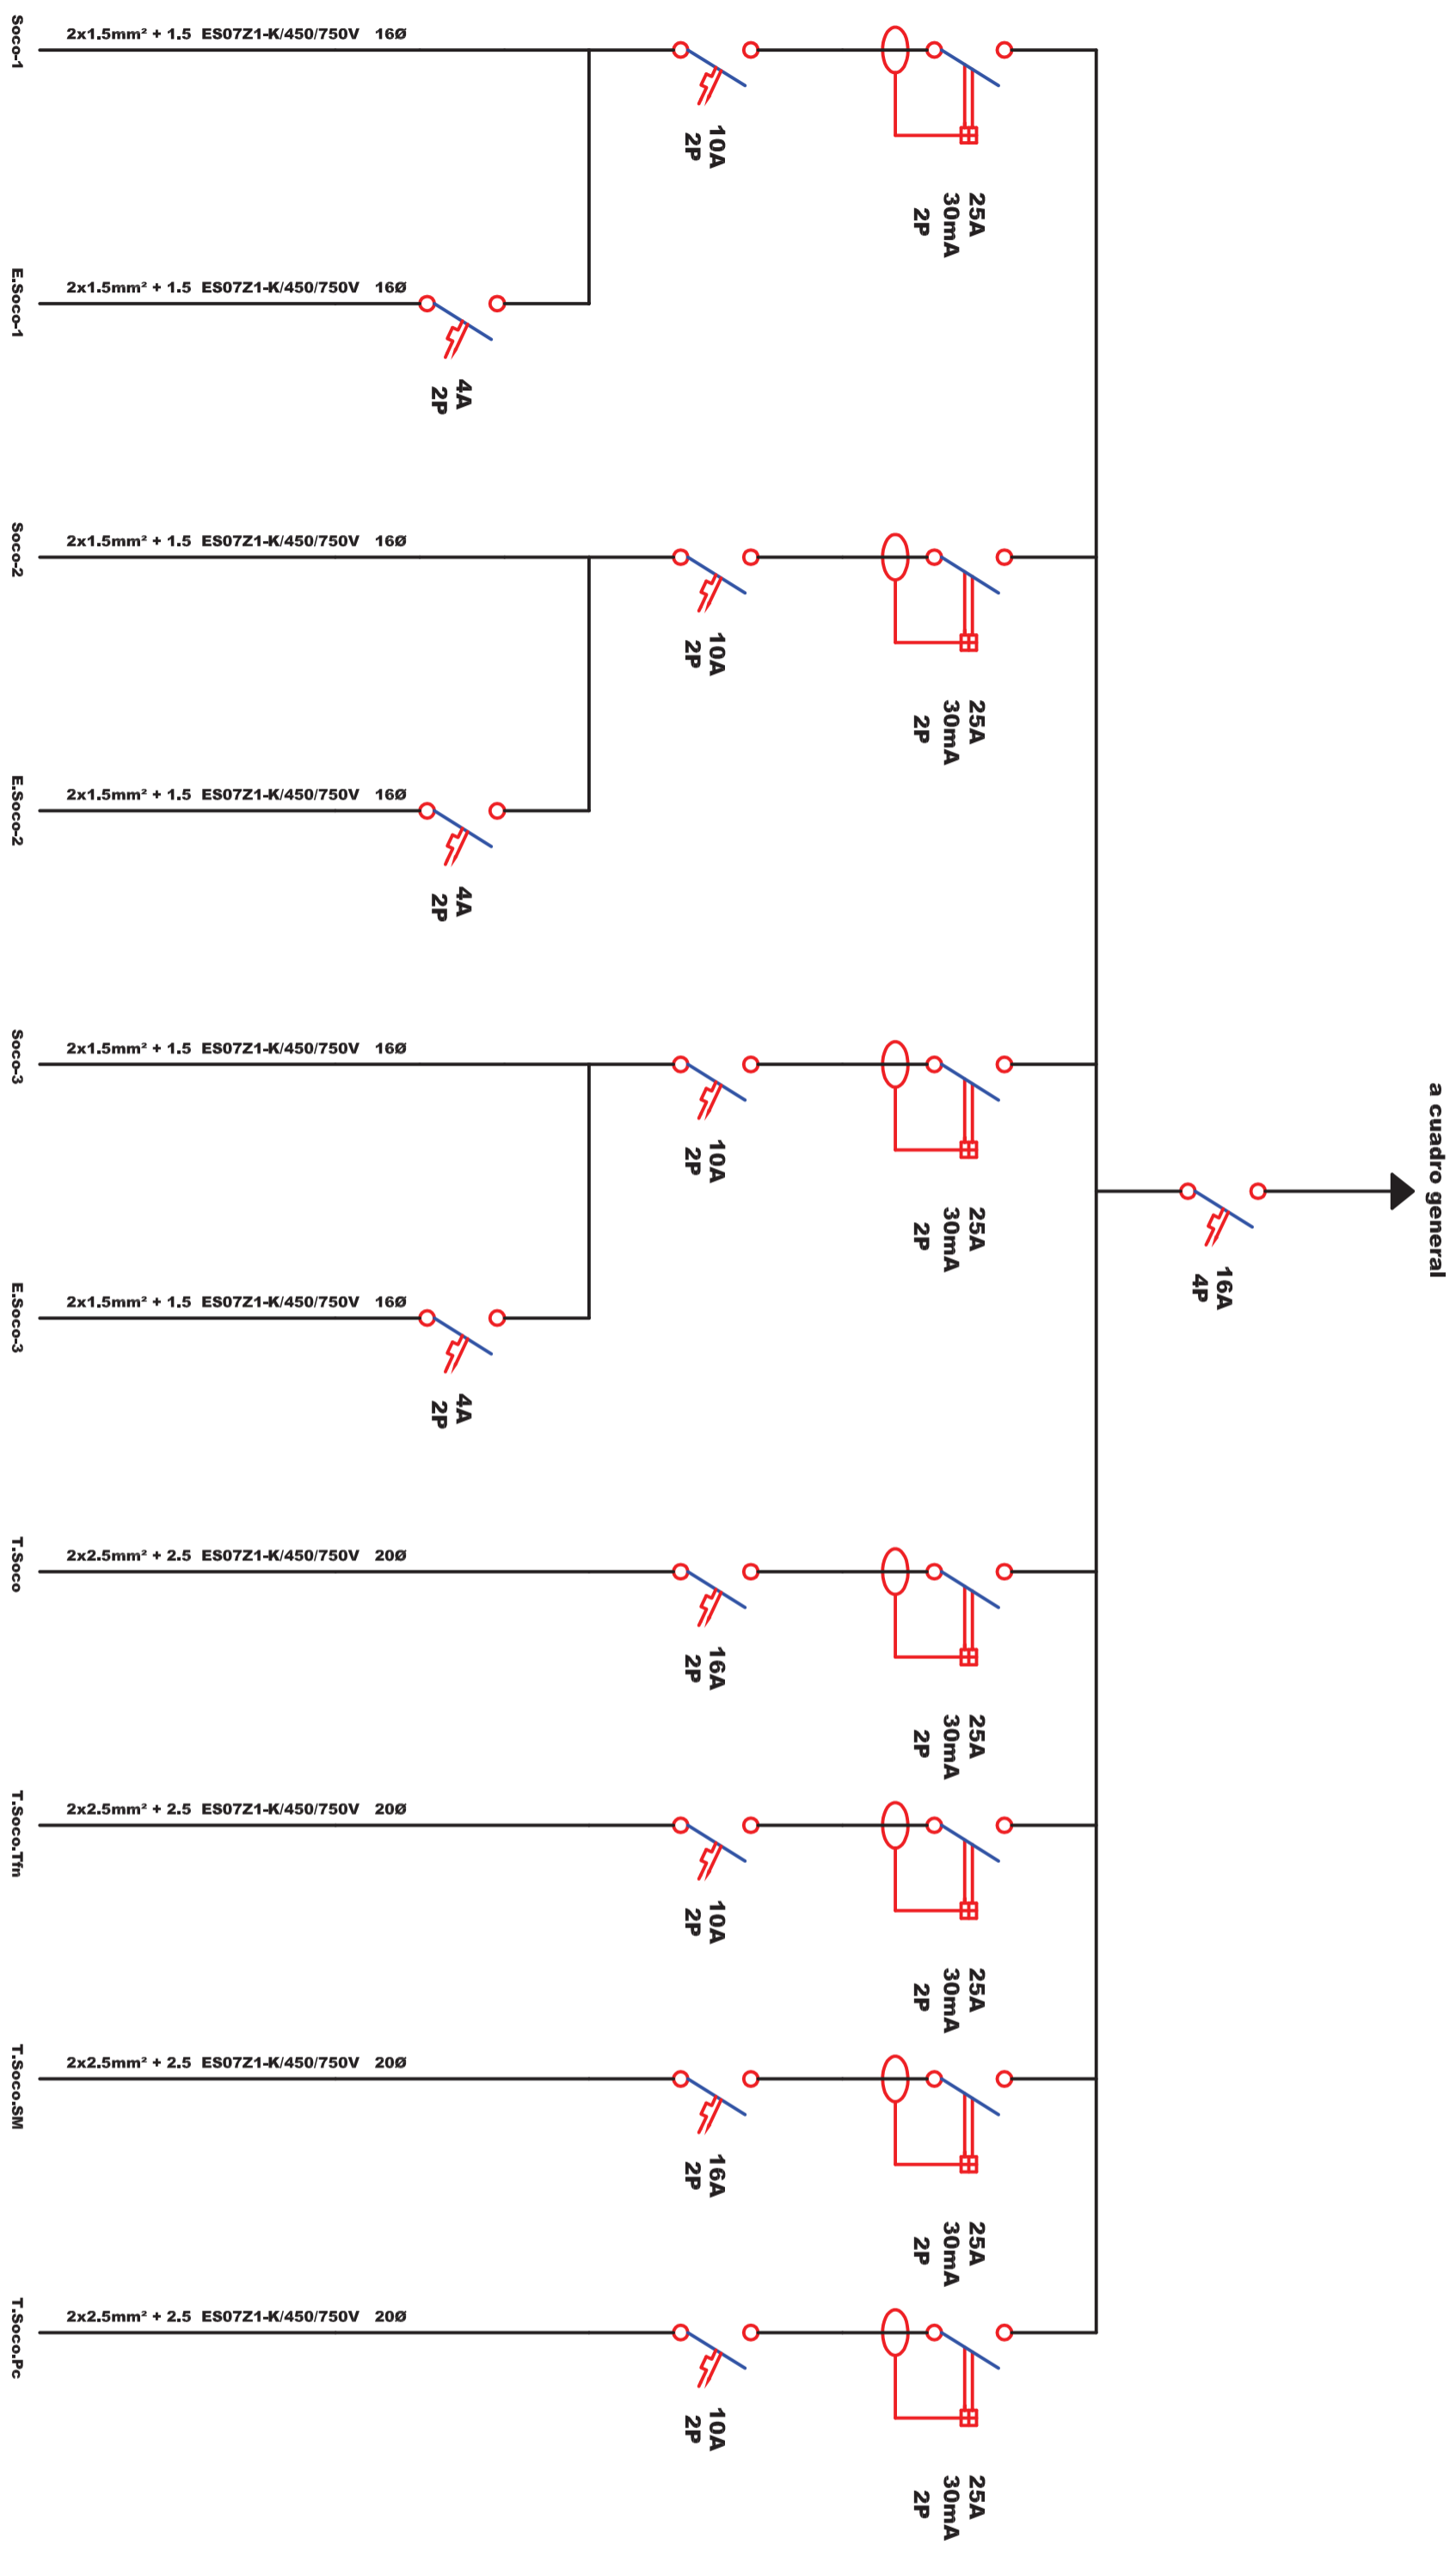 a cuadro general
16A
4P
25A
30mA
2P
10A
2P
2x1.5mm² + 1.5 ES07Z1-K/450/750V 16Ø
Soco-1
4A
2P
2x1.5mm² + 1.5 ES07Z1-K/450/750V 16Ø
E.Soco-1
25A
30mA
2P
10A
2P
2x1.5mm² + 1.5 ES07Z1-K/450/750V 16Ø
Soco-2
4A
2P
2x1.5mm² + 1.5 ES07Z1-K/450/750V 16Ø
E.Soco-2
25A
30mA
2P
10A
2P
2x1.5mm² + 1.5 ES07Z1-K/450/750V 16Ø
Soco-3
4A
2P
2x1.5mm² + 1.5 ES07Z1-K/450/750V 16Ø
E.Soco-3
25A
30mA
2P
16A
2P
2x2.5mm² + 2.5 ES07Z1-K/450/750V 20Ø
T.Soco
25A
30mA
2P
10A
2P
2x2.5mm² + 2.5 ES07Z1-K/450/750V 20Ø
T.Soco.Tfn
25A
30mA
2P
16A
2P
2x2.5mm² + 2.5 ES07Z1-K/450/750V 20Ø
T.Soco.SM
25A
30mA
2P
10A
2P
2x2.5mm² + 2.5 ES07Z1-K/450/750V 20Ø
T.Soco.Pc